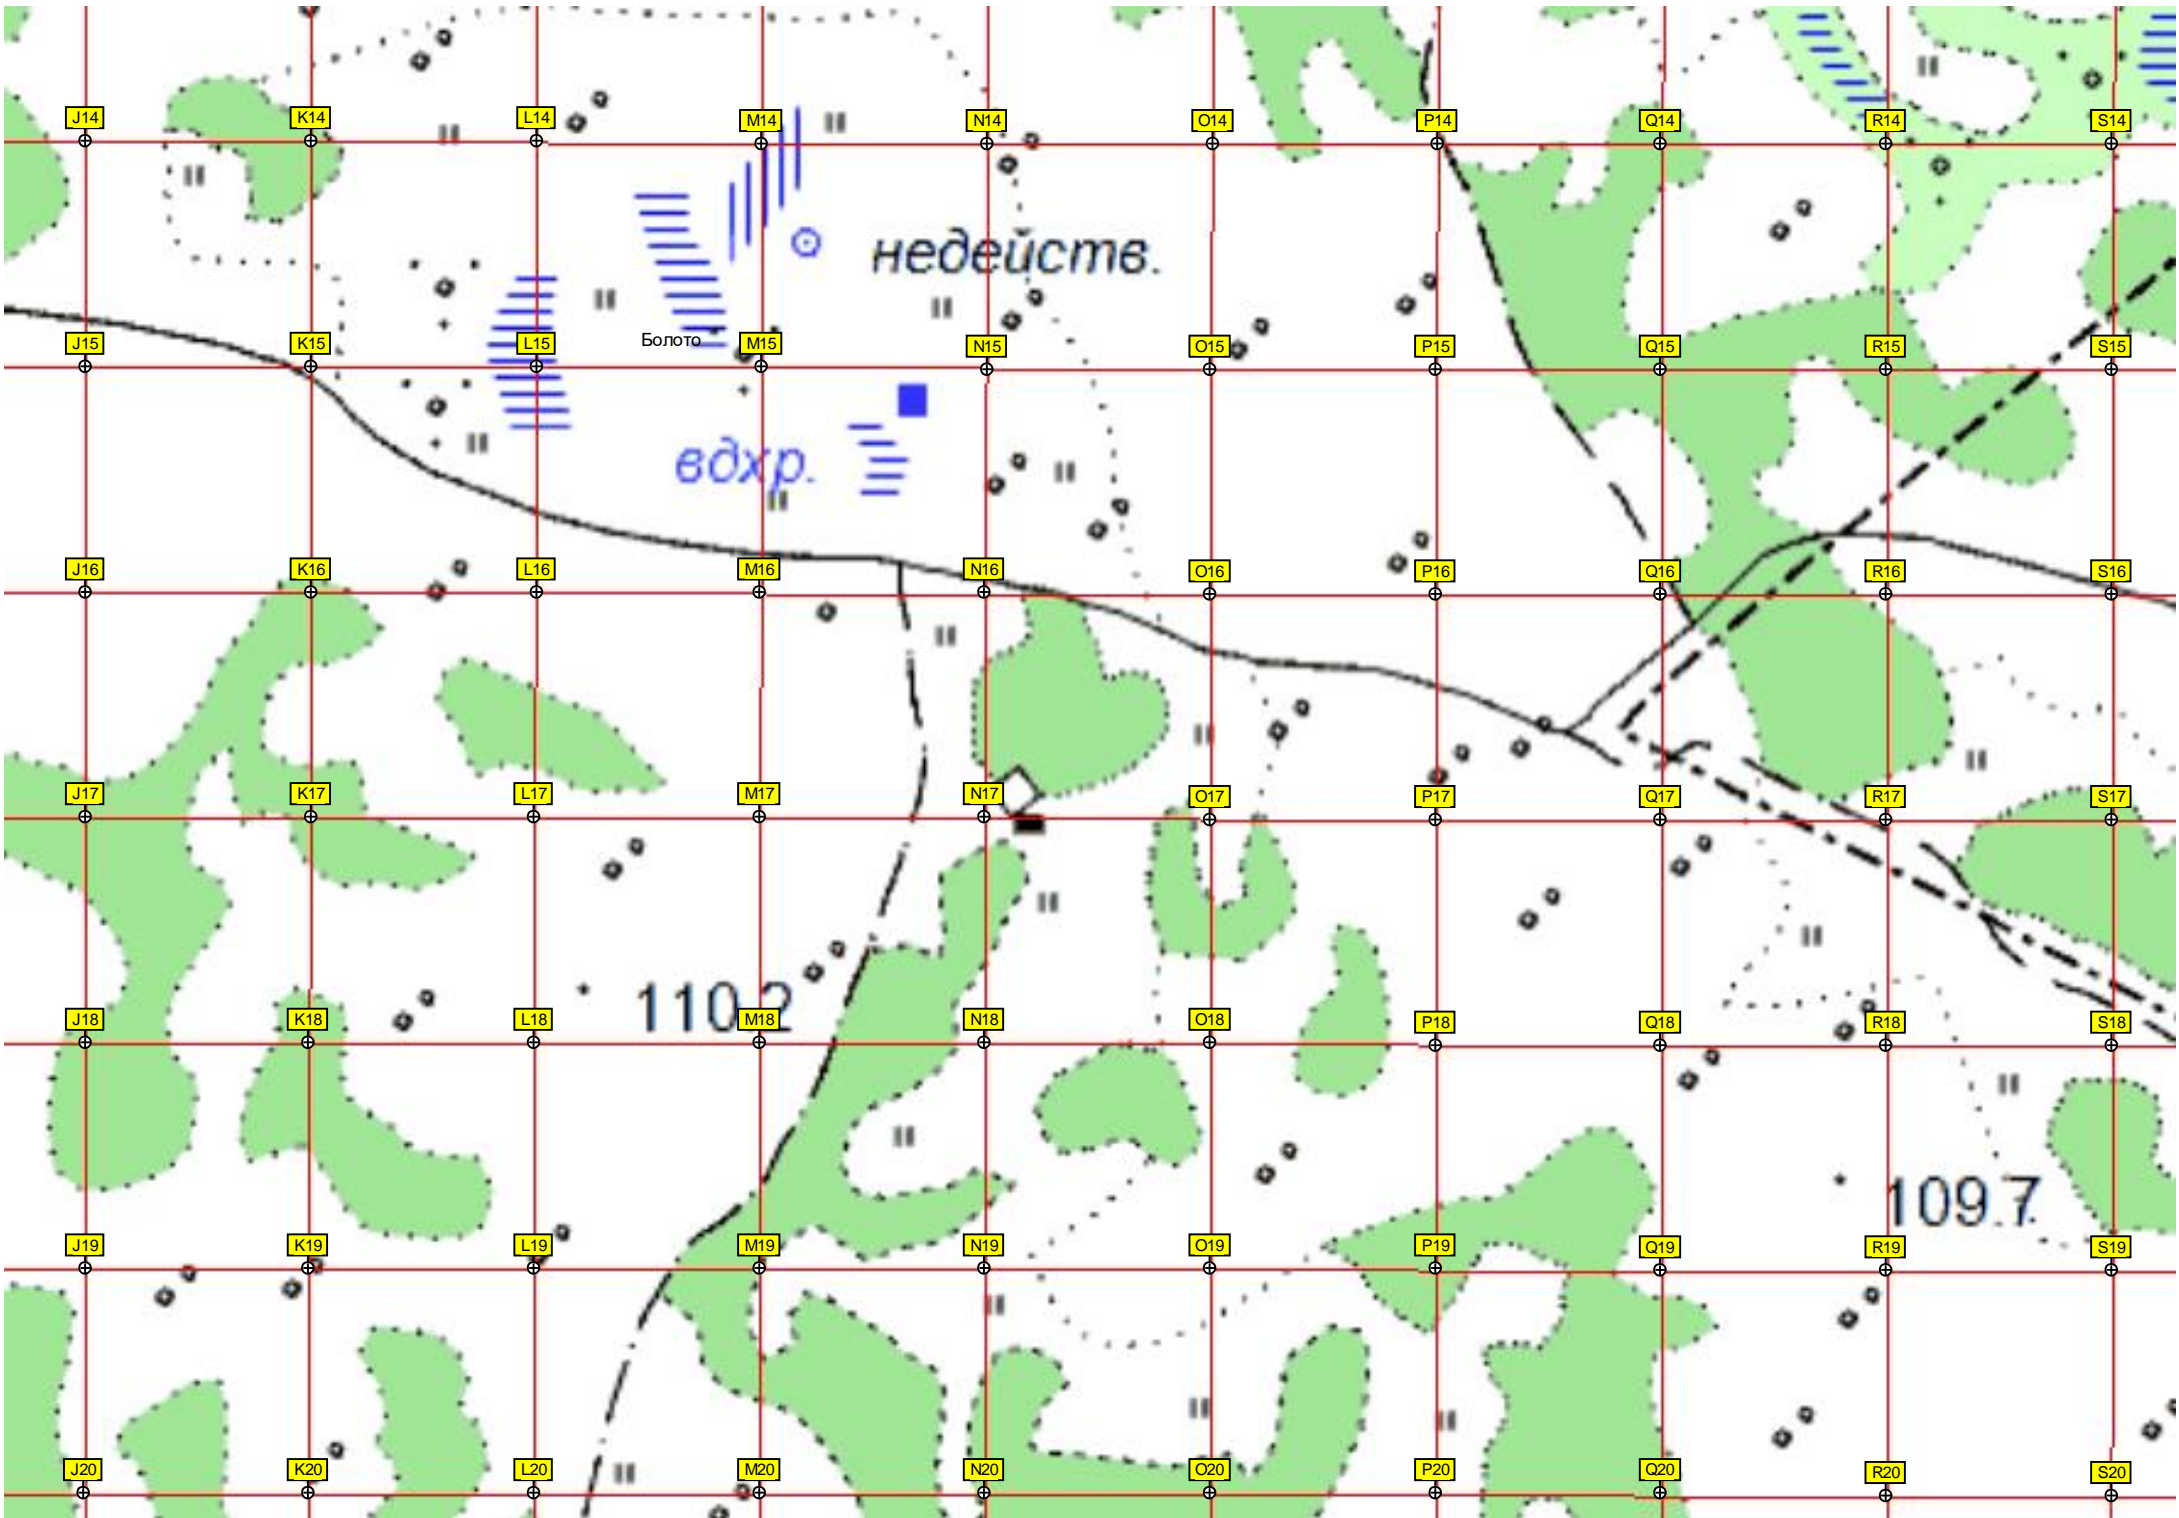 J14 K14 L14 M14 N14 O14 P14 Q14 R14 S14
недейств.
J15 K15 L15 Болото M15 N15 O15 P15 Q15 R15 S15
вдхр.
J16 K16 L16 M16 N16 O16 P16 Q16 R16 S16
J17 K17 L17 M17 N17 O17 P17 Q17 R17 S17
110.2
J18 K18 L18 M18 N18 O18 P18 Q18 R18 S18
109.7
J19 K19 L19 M19 N19 O19 P19 Q19 R19 S19
J20 K20 L20 M20 N20 O20 P20 Q20 R20 S20